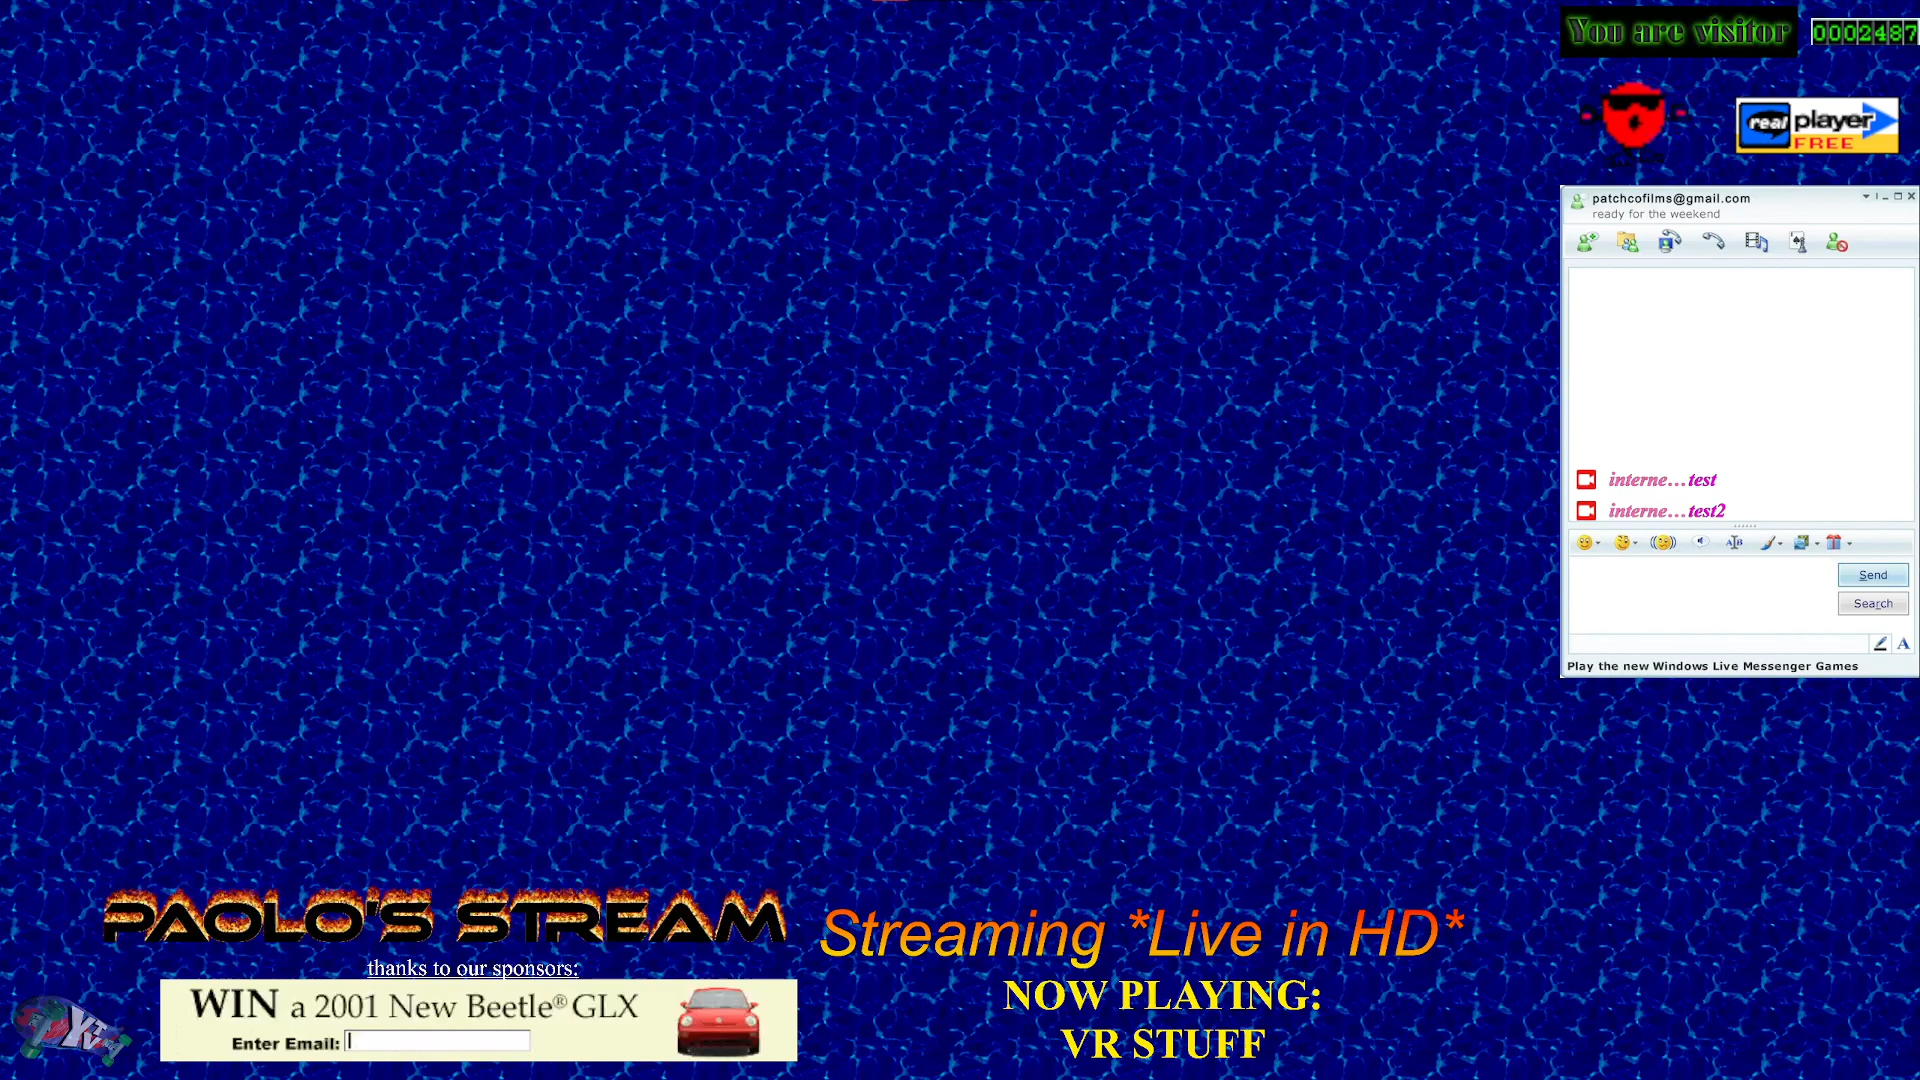 You are visitor 0002487
real player
FREE
patchcofilms@gmail.com
ready for the weekend
interne...test
interne...test2
Send
Search
Play the new Windows Live Messenger Games
PAOLO'S STREAM
thanks to our sponsors:
WIN a 2001 New Beetle® GLX
Enter Email:
Streaming *Live in HD*
NOW PLAYING:
VR STUFF